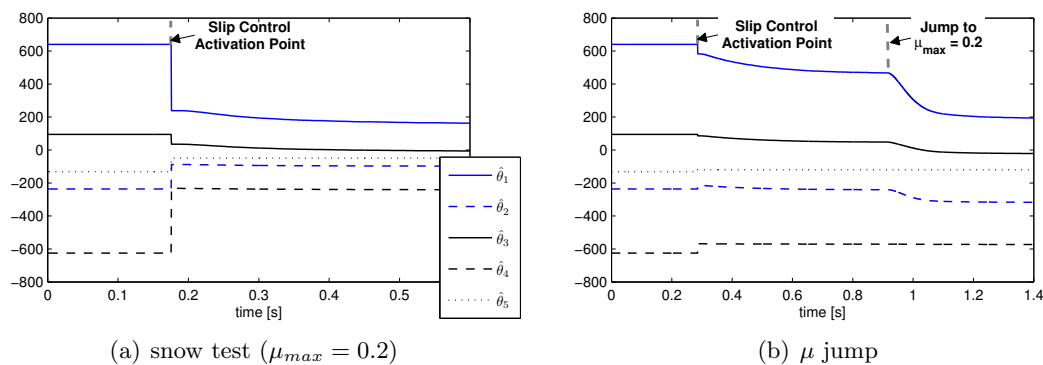 800
600
400
200
0
−200
−400
−600
−800
0
0.1
0.2
0.3
0.4
0.5
time [s]
Slip Control
Activation Point
θ̂₁
θ̂₂
θ̂₃
θ̂₄
θ̂₅
(a) snow test (μmax = 0.2)
800
600
400
200
0
−200
−400
−600
−800
0
0.2
0.4
0.6
0.8
1
1.2
1.4
time [s]
Slip Control
Activation Point
Jump to
μmax = 0.2
(b) μ jump